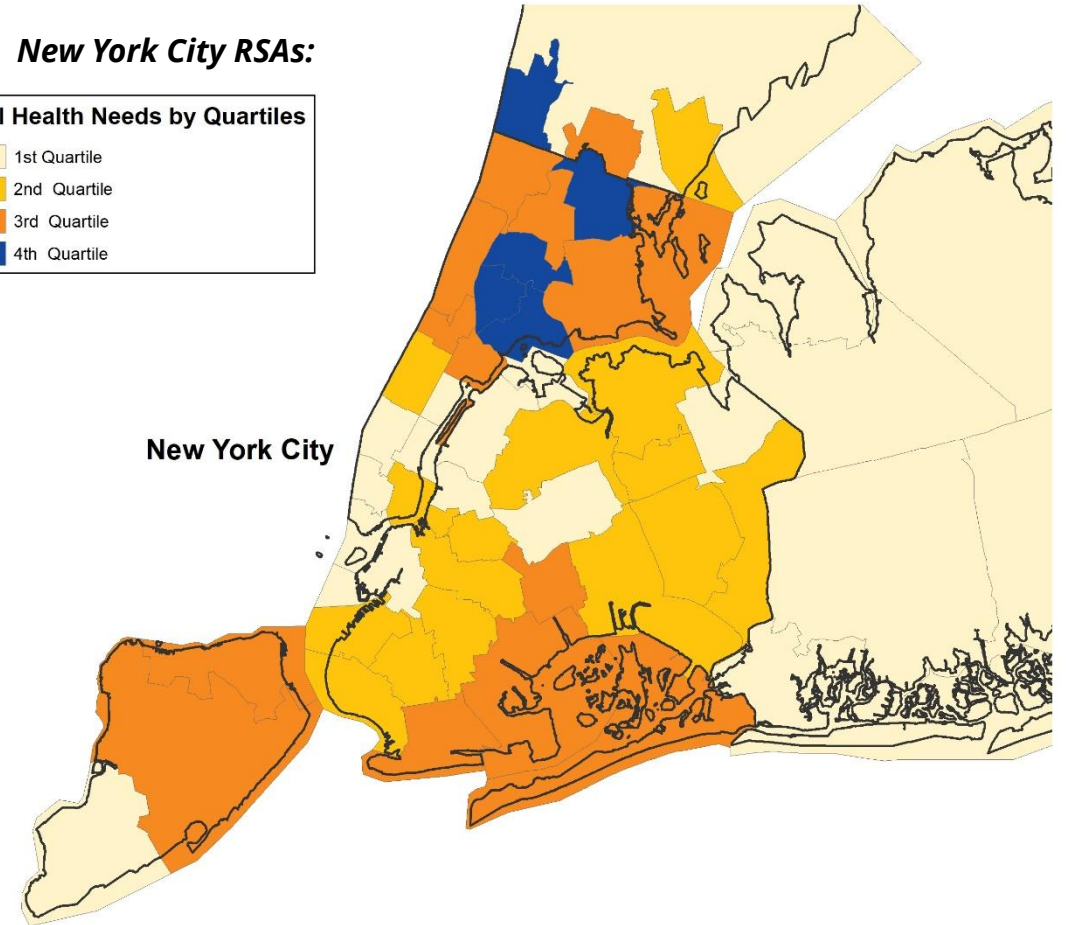 New York City RSAs:
Health Needs by Quartiles
1st Quartile
2nd Quartile
3rd Quartile
4th Quartile
New York City